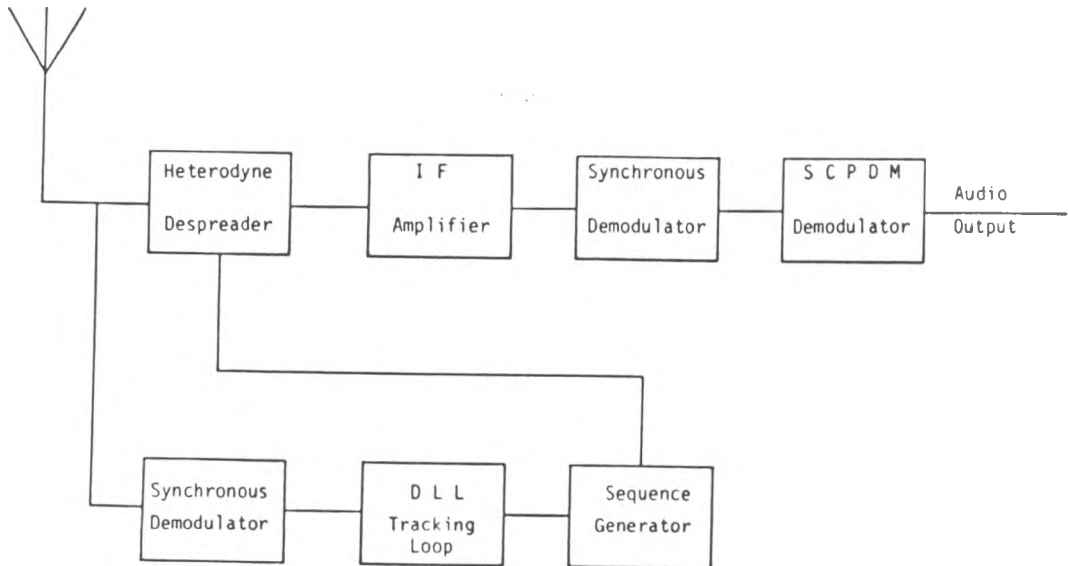 Heterodyne
Despreader
I F
Amplifier
Synchronous
Demodulator
S C P D M
Demodulator
Audio
Output
Synchronous
Demodulator
D L L
Tracking
Loop
Sequence
Generator